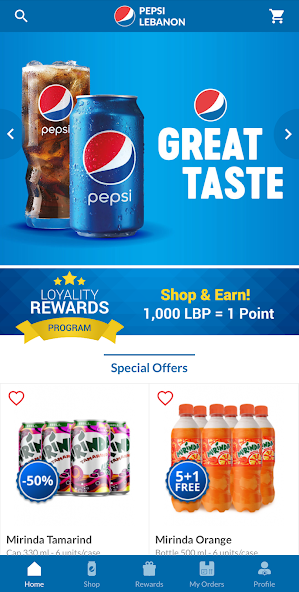 PEPSI
LEBANON
pepsi
pepsi
GREAT
TASTE
LOYALITY
REWARDS
PROGRAM
Shop & Earn!
1,000 LBP = 1 Point
Special Offers
MIRINDA
-50%
MIRINDA
5+1
FREE
Mirinda Tamarind
Can 330 ml - 6 units/case
Mirinda Orange
Bottle 500 ml - 6 units/case
Home
Shop
Rewards
My Orders
Profile